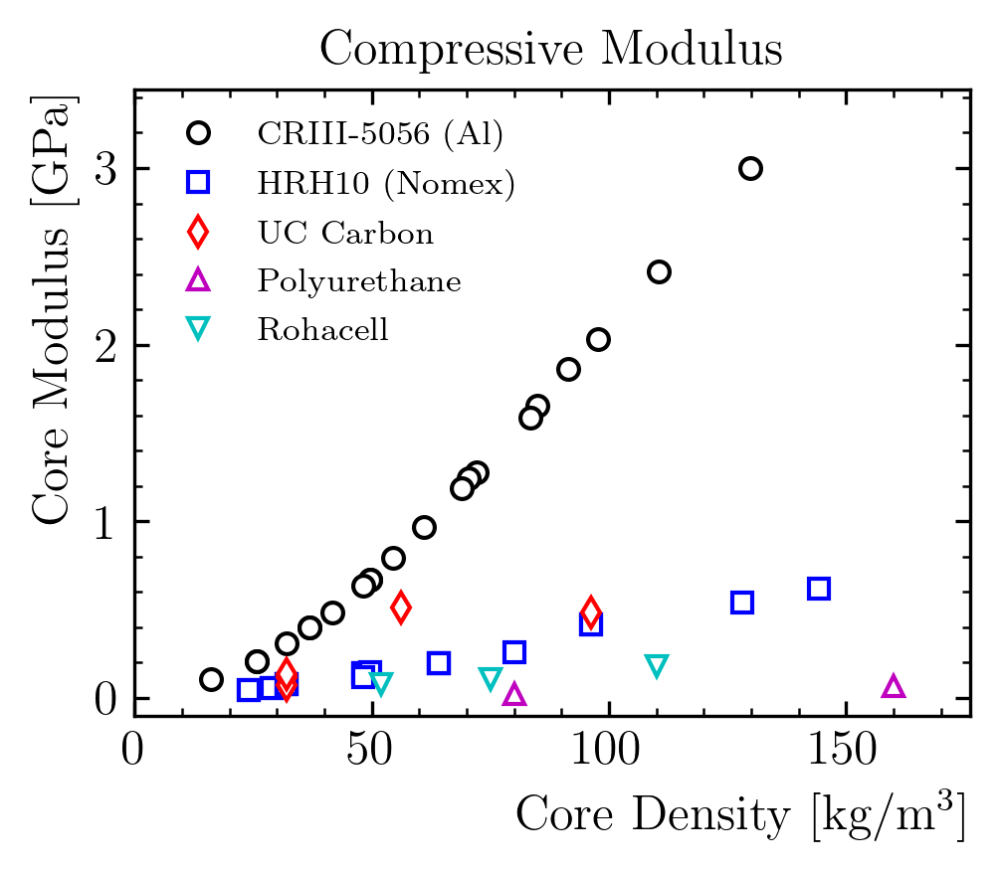 Compressive Modulus
Core Modulus [GPa]
3
2
1
0
CRIII-5056 (Al)
HRH10 (Nomex)
UC Carbon
Polyurethane
Rohacell
0 50 100 150
Core Density [kg/m³]